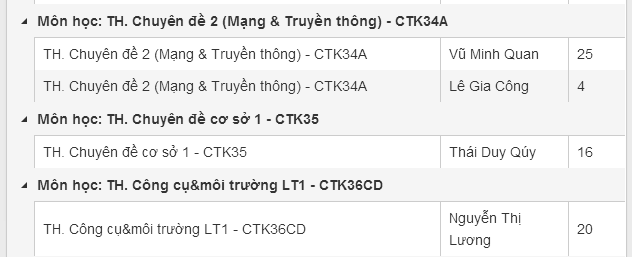 Môn học: TH. Chuyên đề 2 (Mạng & Truyền thông) - CTK34A
TH. Chuyên đề 2 (Mạng & Truyền thông) - CTK34A Vũ Minh Quan 25
TH. Chuyên đề 2 (Mạng & Truyền thông) - CTK34A Lê Gia Công 4
Môn học: TH. Chuyên đề cơ sở 1 - CTK35
TH. Chuyên đề cơ sở 1 - CTK35 Thái Duy Qúy 16
Môn học: TH. Công cụ&môi trường LT1 - CTK36CD
TH. Công cụ&môi trường LT1 - CTK36CD Nguyễn Thị
Lương 20